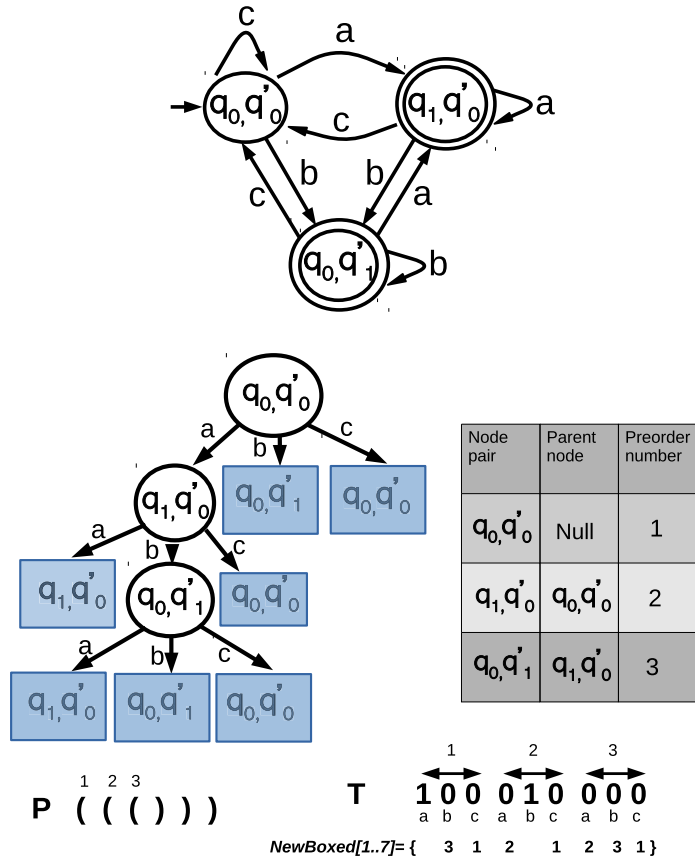 c
a
q₀,q'₀
q₁,q'₀
a
c
b
b
c
a
q₀,q'₁
b
q₀,q'₀
a
b
c
q₁,q'₀
q₀,q'₁
q₀,q'₀
a
b
c
q₁,q'₀
q₀,q'₁
q₀,q'₀
a
b
c
q₁,q'₀
q₀,q'₁
q₀,q'₀
Node pair
Parent node
Preorder number
q₀,q'₀ Null 1
q₁,q'₀ q₀,q'₀ 2
q₀,q'₁ q₁,q'₀ 3
1 2 3
P ( ( ( ) ) )
1 2 3
T 1 0 0 0 1 0 0 0 0
a b c a b c a b c
NewBoxed[1..7]= { 3 1 2 1 2 3 1 }